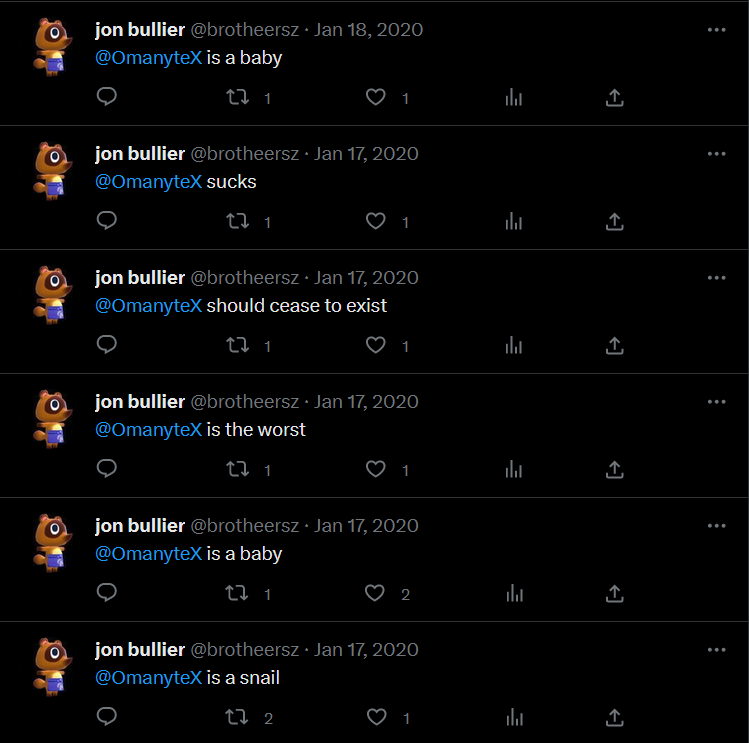 jon bullier @brotheersz · Jan 18, 2020
@OmanyteX is a baby
1 1
jon bullier @brotheersz · Jan 17, 2020
@OmanyteX sucks
1 1
jon bullier @brotheersz · Jan 17, 2020
@OmanyteX should cease to exist
1 1
jon bullier @brotheersz · Jan 17, 2020
@OmanyteX is the worst
1 1
jon bullier @brotheersz · Jan 17, 2020
@OmanyteX is a baby
1 2
jon bullier @brotheersz · Jan 17, 2020
@OmanyteX is a snail
2 1